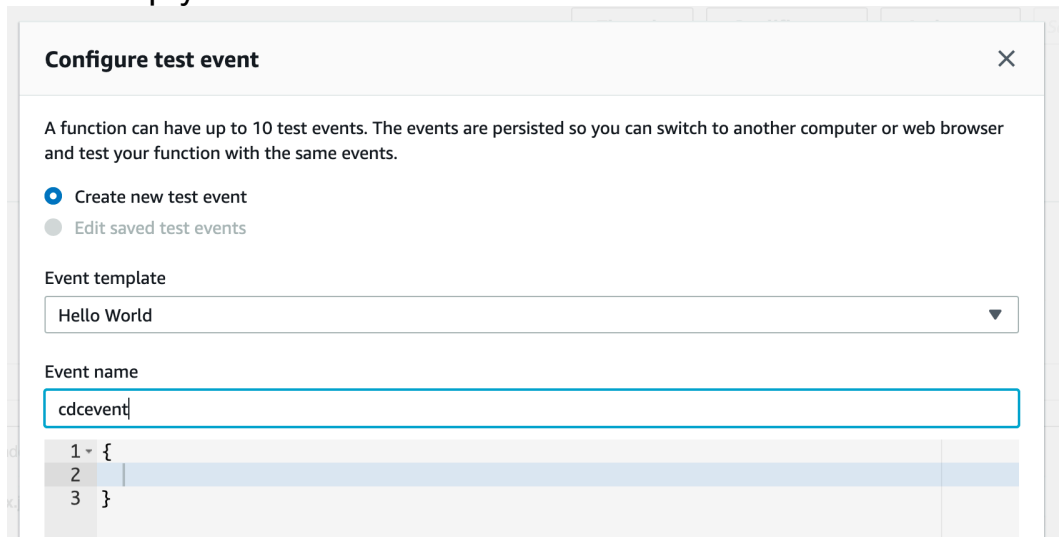 Configure test event
A function can have up to 10 test events. The events are persisted so you can switch to another computer or web browser
and test your function with the same events.
Create new test event
Edit saved test events
Event template
Hello World
Event name
cdcevent
1 {
2
3 }